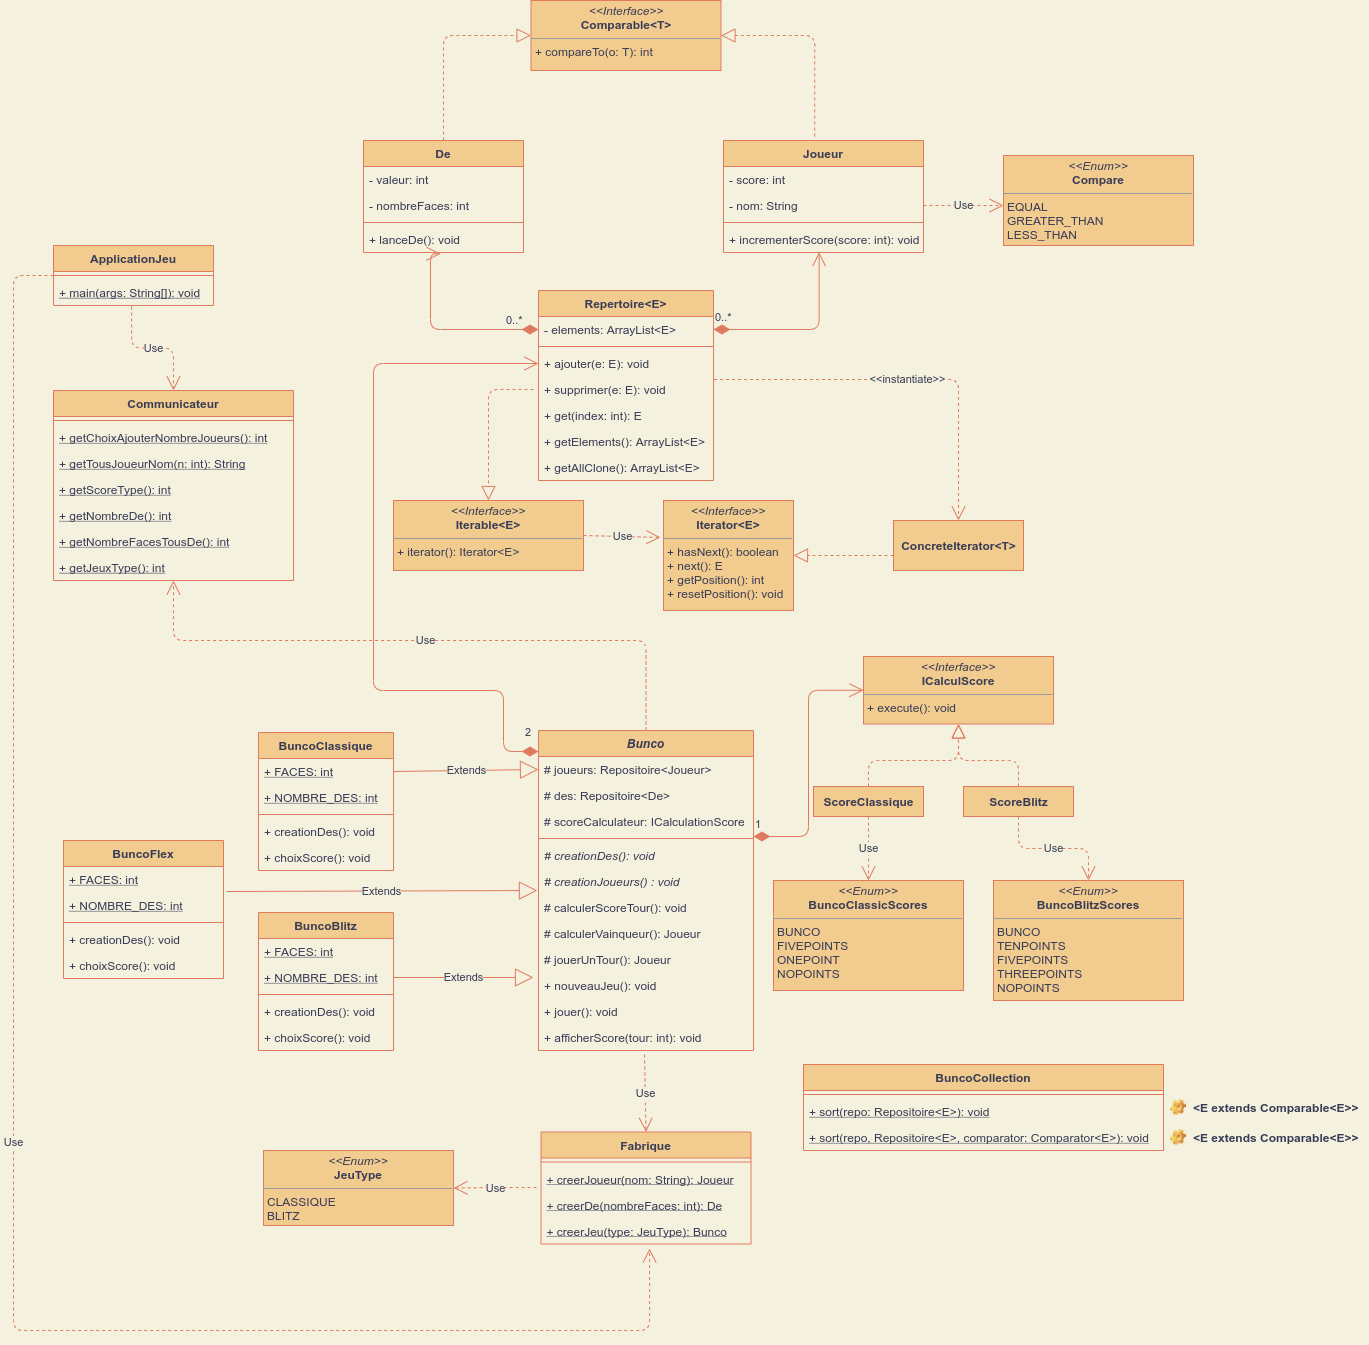 <<Interface>>
Comparable<T>
+ compareTo(o: T): int
De
- valeur: int
- nombreFaces: int
+ lanceDe(): void
Joueur
- score: int
- nom: String
+ incrementerScore(score: int): void
Use
<<Enum>>
Compare
EQUAL
GREATER_THAN
LESS_THAN
ApplicationJeu
+ main(args: String[]): void
Use
Communicateur
+ getChoixAjouterNombreJoueurs(): int
+ getTousJoueurNom(n: int): String
+ getScoreType(): int
+ getNombreDe(): int
+ getNombreFacesTousDe(): int
+ getJeuxType(): int
0..*
Repertoire<E>
0..*
- elements: ArrayList<E>
+ ajouter(e: E): void
+ supprimer(e: E): void
+ get(index: int): E
+ getElements(): ArrayList<E>
+ getAllClone(): ArrayList<E>
<<instantiate>>
<<Interface>>
Iterable<E>
+ iterator(): Iterator<E>
Use
<<Interface>>
Iterator<E>
+ hasNext(): boolean
+ next(): E
+ getPosition(): int
+ resetPosition(): void
ConcreteIterator<T>
Use
<<Interface>>
ICalculScore
+ execute(): void
2
Bunco
# joueurs: Repositoire<Joueur>
# des: Repositoire<De>
# scoreCalculateur: ICalculationScore
1
# creationDes(): void
# creationJoueurs() : void
# calculerScoreTour(): void
# calculerVainqueur(): Joueur
# jouerUnTour(): Joueur
+ nouveauJeu(): void
+ jouer(): void
+ afficherScore(tour: int): void
BuncoClassique
+ FACES: int
+ NOMBRE_DES: int
+ creationDes(): void
+ choixScore(): void
Extends
BuncoFlex
+ FACES: int
+ NOMBRE_DES: int
+ creationDes(): void
+ choixScore(): void
Extends
BuncoBlitz
+ FACES: int
+ NOMBRE_DES: int
+ creationDes(): void
+ choixScore(): void
Extends
ScoreClassique
ScoreBlitz
Use
Use
<<Enum>>
BuncoClassicScores
BUNCO
FIVEPOINTS
ONEPOINT
NOPOINTS
<<Enum>>
BuncoBlitzScores
BUNCO
TENPOINTS
FIVEPOINTS
THREEPOINTS
NOPOINTS
BuncoCollection
+ sort(repo: Repositoire<E>): void
<E extends Comparable<E>>
+ sort(repo, Repositoire<E>, comparator: Comparator<E>): void
<E extends Comparable<E>>
Use
Use
Fabrique
+ creerJoueur(nom: String): Joueur
+ creerDe(nombreFaces: int): De
+ creerJeu(type: JeuType): Bunco
Use
<<Enum>>
JeuType
CLASSIQUE
BLITZ